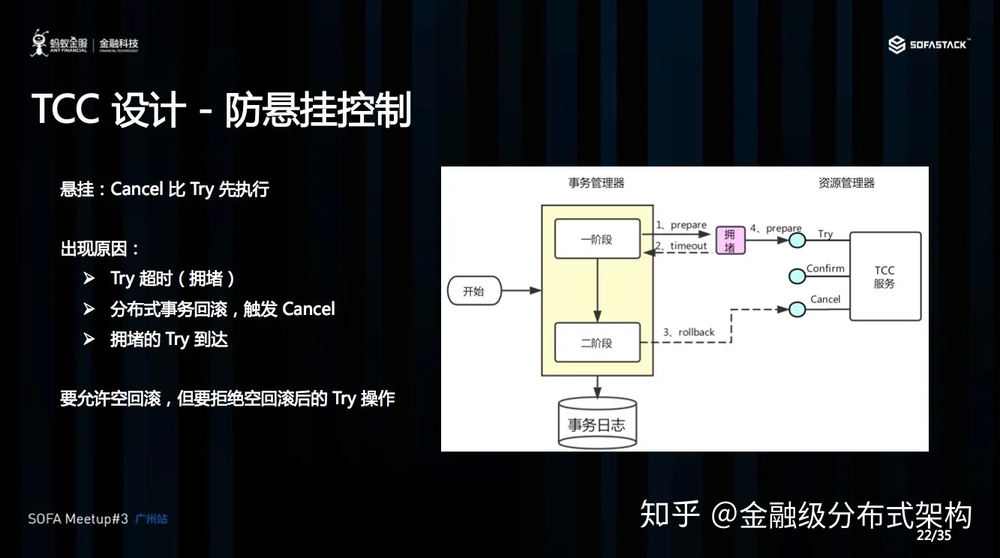 蚂蚁金服
ANT FINANCIAL
金融科技
FINANCIAL TECHNOLOGY
SOFASTACK™
TCC 设计 - 防悬挂控制
悬挂：Cancel 比 Try 先执行
出现原因：
Try 超时（拥堵）
分布式事务回滚，触发 Cancel
拥堵的 Try 到达
要允许空回滚，但要拒绝空回滚后的 Try 操作
事务管理器
资源管理器
1、prepare
一阶段
2、timeout
拥
堵
4、prepare
Try
Confirm
TCC
服务
Cancel
开始
3、rollback
二阶段
事务日志
SOFA Meetup#3 广州站
知乎 @金融级分布式架构
22/35